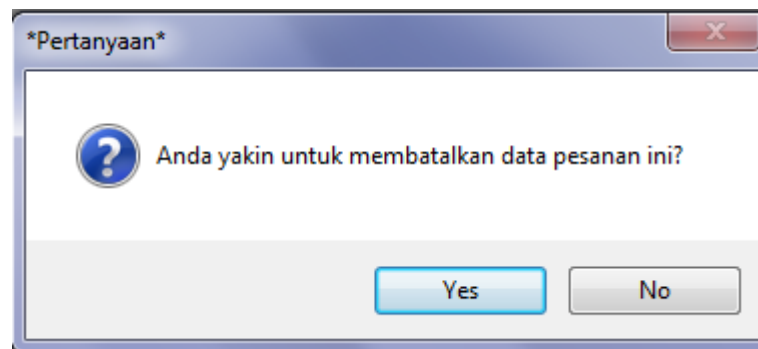 *Pertanyaan*
Anda yakin untuk membatalkan data pesanan ini?
Yes No